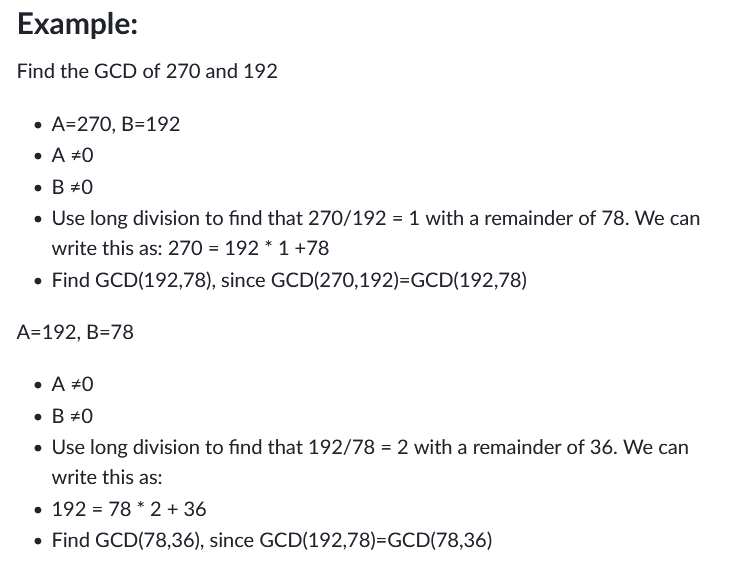 Example:
Find the GCD of 270 and 192
• A=270, B=192
• A ≠0
• B ≠0
• Use long division to find that 270/192 = 1 with a remainder of 78. We can
write this as: 270 = 192 * 1 +78
• Find GCD(192,78), since GCD(270,192)=GCD(192,78)
A=192, B=78
• A ≠0
• B ≠0
• Use long division to find that 192/78 = 2 with a remainder of 36. We can
write this as:
• 192 = 78 * 2 + 36
• Find GCD(78,36), since GCD(192,78)=GCD(78,36)